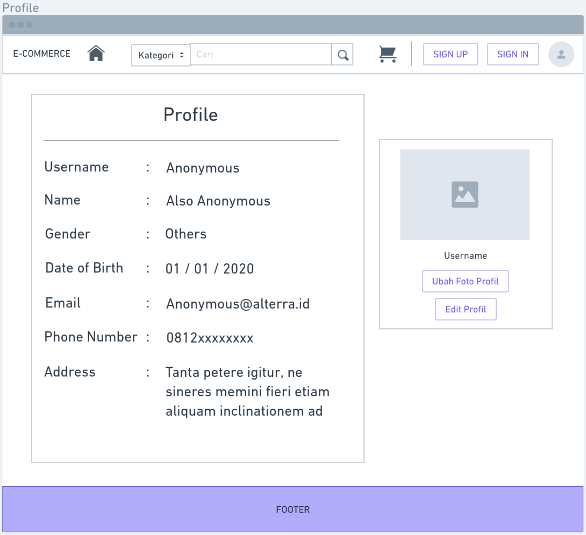 Profile
E-COMMERCE Kategori Cari SIGN UP SIGN IN
Profile
Username : Anonymous
Name : Also Anonymous
Gender : Others
Date of Birth : 01 / 01 / 2020
Email : Anonymous@alterra.id
Phone Number : 0812xxxxxxxx
Address : Tanta petere igitur, ne
sineres memini fieri etiam
aliquam inclinationem ad
Username
Ubah Foto Profil
Edit Profil
FOOTER